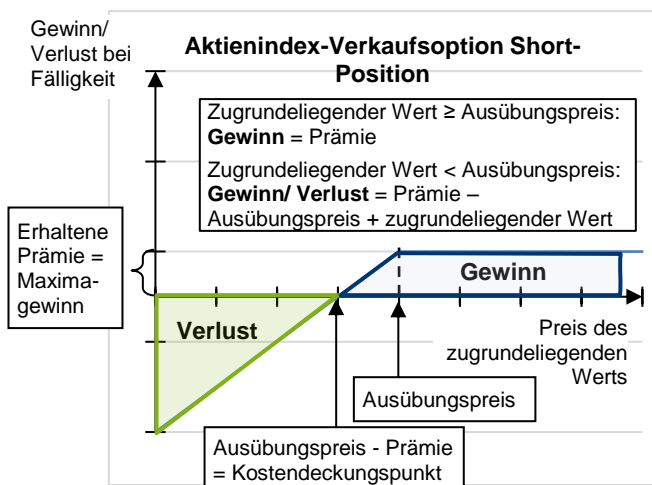 Gewinn/
Verlust bei
Fälligkeit
Aktienindex-Verkaufsoption Short-
Position
Zugrundeliegender Wert ≥ Ausübungspreis:
Gewinn = Prämie
Zugrundeliegender Wert < Ausübungspreis:
Gewinn/ Verlust = Prämie –
Ausübungspreis + zugrundeliegender Wert
Erhaltene
Prämie =
Maxima-
gewinn
Gewinn
Verlust
Preis des
zugrundeliegenden
Werts
Ausübungspreis
Ausübungspreis - Prämie
= Kostendeckungspunkt